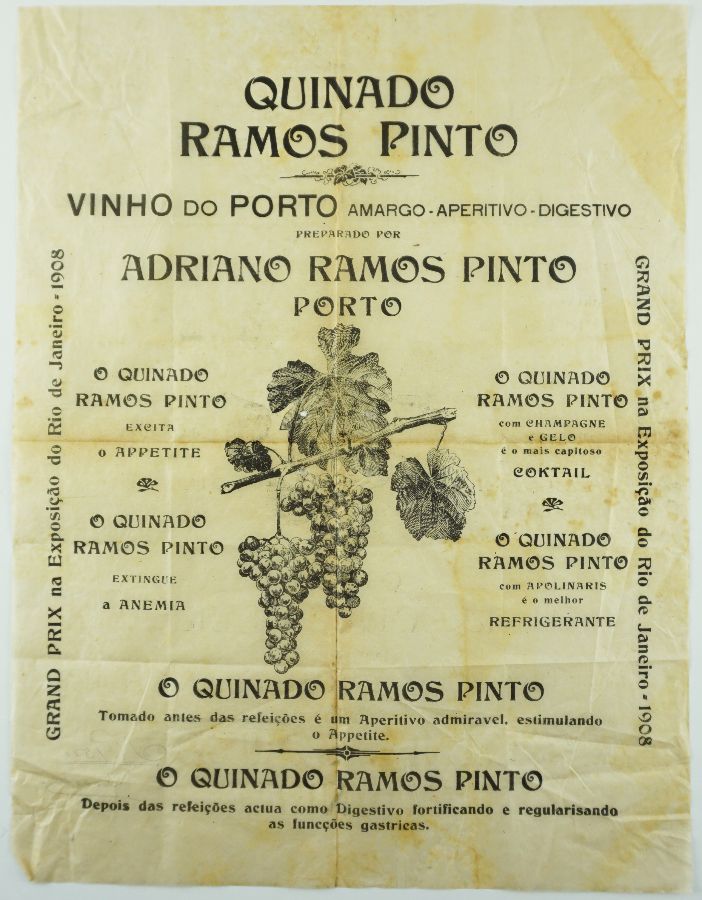 QUINADO
RAMOS PINTO
VINHO DO PORTO AMARGO-APERITIVO-DIGESTIVO
PREPARADO POR
ADRIANO RAMOS PINTO
PORTO
GRAND PRIX na Exposição do Rio de Janeiro - 1908
O QUINADO
RAMOS PINTO
EXCITA
o APPETITE
O QUINADO
RAMOS PINTO
EXTINGUE
a ANEMIA
O QUINADO
RAMOS PINTO
com CHAMPAGNE
e GELO
é o mais capitoso
COKTAIL
O QUINADO
RAMOS PINTO
com APOLINARIS
é o melhor
REFRIGERANTE
GRAND PRIX na Exposição do Rio de Janeiro - 1908
O QUINADO RAMOS PINTO
Tomado antes das refeições é um Aperitivo admiravel, estimulando
o Appetite.
O QUINADO RAMOS PINTO
Depois das refeições actua como Digestivo fortificando e regularisando
as funcções gastricas.